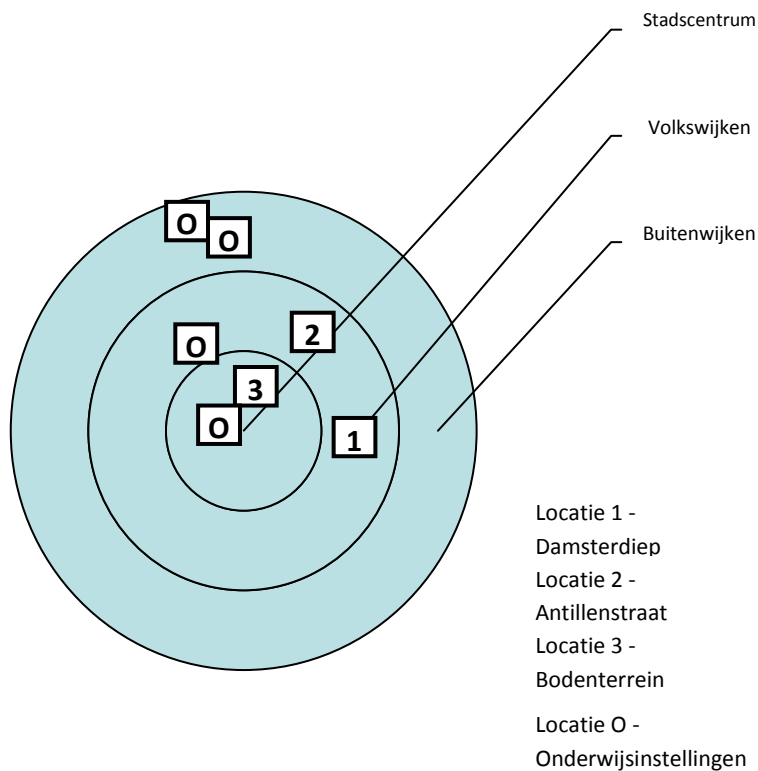 Stadscentrum
Volkswijken
Buitenwijken
O
O
2
O
3
O
1
Locatie 1 -
Damsterdiep
Locatie 2 -
Antillenstraat
Locatie 3 -
Bodenterrein
Locatie O -
Onderwijsinstellingen